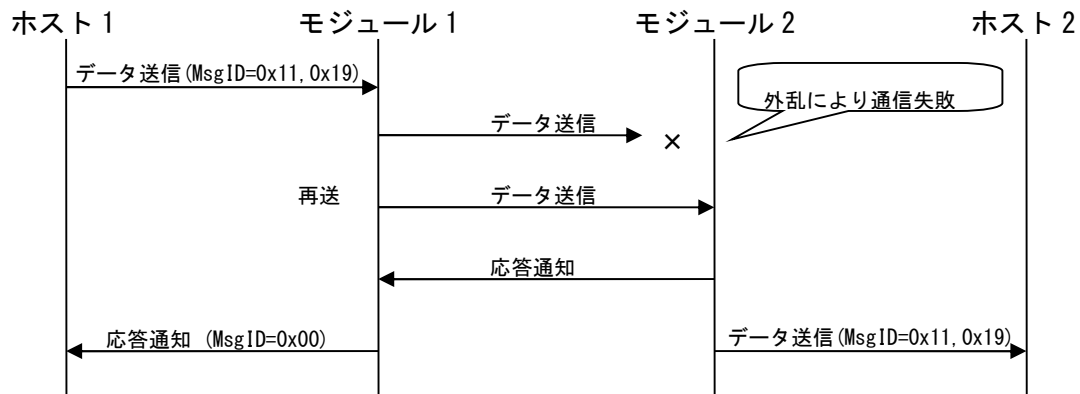 ホスト1 モジュール1 モジュール2 ホスト2
データ送信(MsgID=0x11,0x19)
外乱により通信失敗
データ送信 ×
再送 データ送信
応答通知
応答通知 (MsgID=0x00) データ送信(MsgID=0x11,0x19)